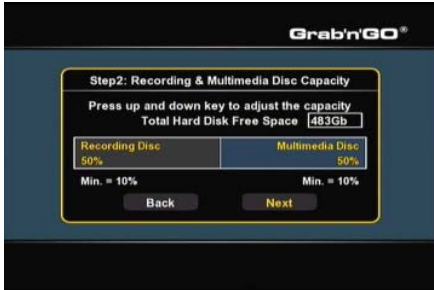 Grab'n'GO®
Step2: Recording & Multimedia Disc Capacity
Press up and down key to adjust the capacity
Total Hard Disk Free Space 483Gb
Recording Disc Multimedia Disc
50% 50%
Min. = 10% Min. = 10%
Back Next